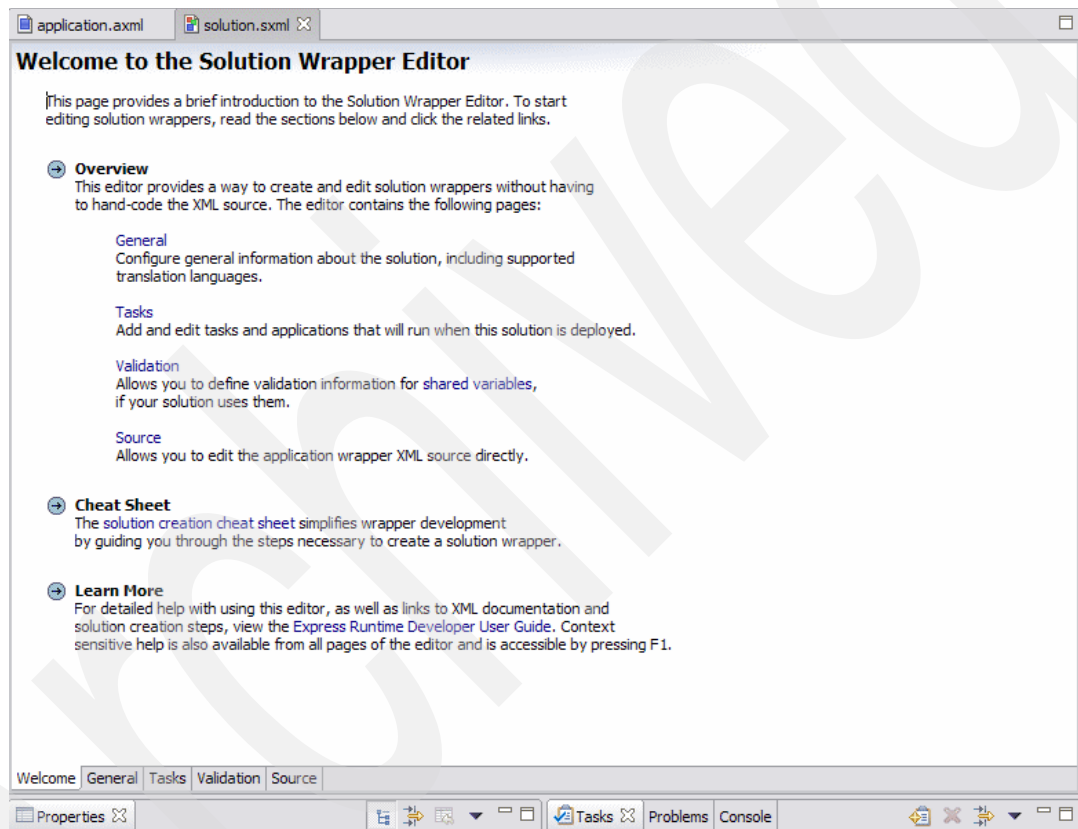 application.axml solution.sxml
Welcome to the Solution Wrapper Editor
This page provides a brief introduction to the Solution Wrapper Editor. To start
editing solution wrappers, read the sections below and click the related links.
Overview
This editor provides a way to create and edit solution wrappers without having
to hand-code the XML source. The editor contains the following pages:
General
Configure general information about the solution, including supported
translation languages.
Tasks
Add and edit tasks and applications that will run when this solution is deployed.
Validation
Allows you to define validation information for shared variables,
if your solution uses them.
Source
Allows you to edit the application wrapper XML source directly.
Cheat Sheet
The solution creation cheat sheet simplifies wrapper development
by guiding you through the steps necessary to create a solution wrapper.
Learn More
For detailed help with using this editor, as well as links to XML documentation and
solution creation steps, view the Express Runtime Developer User Guide. Context
sensitive help is also available from all pages of the editor and is accessible by pressing F1.
Welcome General Tasks Validation Source
Properties Tasks Problems Console